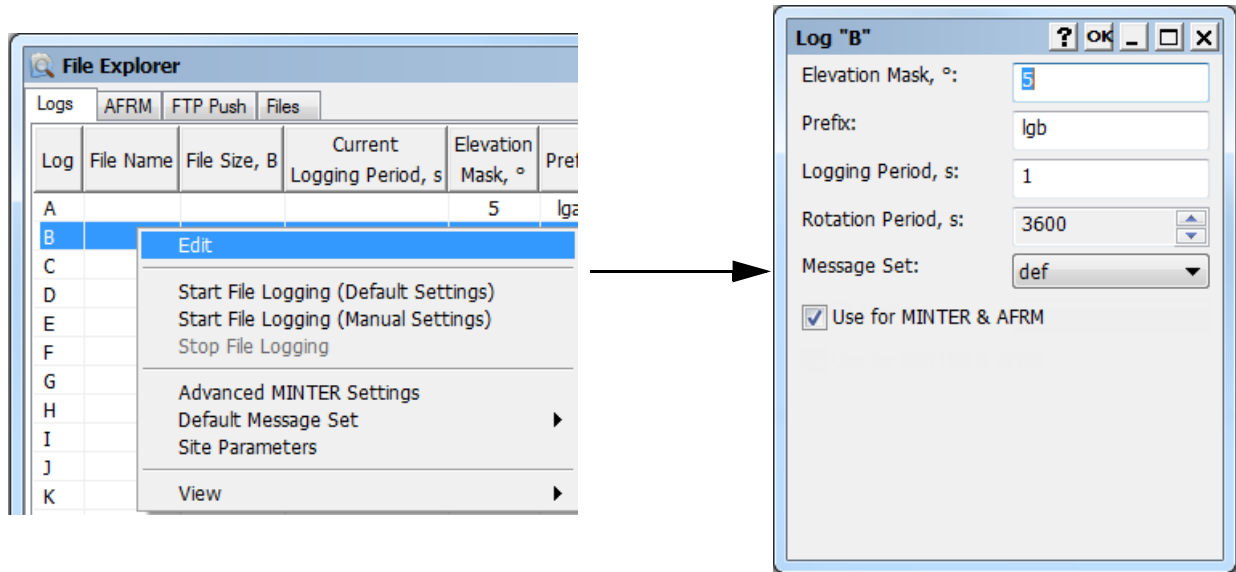 File Explorer
Logs AFRM FTP Push Files
Log File Name File Size, B Current Logging Period, s Elevation Mask, ° Pref
A 5 lga
B
C
D
E
F
G
H
I
J
K
Edit
Start File Logging (Default Settings)
Start File Logging (Manual Settings)
Stop File Logging
Advanced MINTER Settings
Default Message Set
Site Parameters
View
Log "B" ? OK
Elevation Mask, °: 5
Prefix: lgb
Logging Period, s: 1
Rotation Period, s: 3600
Message Set: def
Use for MINTER & AFRM